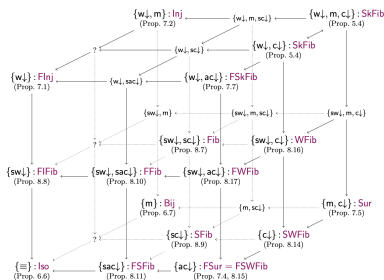 {w↓, m} : Inj
(Prop. 7.2)
{w↓, m, sc↓}
{w↓, m, c↓} : SkFib
(Prop. 5.4)
?
{w↓, sc↓}
{w↓, c↓} : SkFib
(Prop. 5.4)
{w↓} : FInj
(Prop. 7.1)
{w↓, sac↓}
{w↓, ac↓} : FSkFib
(Prop. 7.7)
{sw↓, m}
{sw↓, m, sc↓}
{sw↓, m, c↓}
?
{sw↓, sc↓} : Fib
(Prop. 8.7)
{sw↓, c↓} : WFib
(Prop. 8.16)
{sw↓} : FIFib
(Prop. 8.8)
{sw↓, sac↓} : FFib
(Prop. 8.10)
{sw↓, ac↓} : FWFib
(Prop. 8.17)
{m} : Bij
(Prop. 6.7)
{m, sc↓}
{m, c↓} : Sur
(Prop. 7.5)
?
{sc↓} : SFib
(Prop. 8.9)
{c↓} : SWFib
(Prop. 8.14)
{≡} : Iso
(Prop. 6.6)
{sac↓} : FSFib
(Prop. 8.11)
{ac↓} : FSur = FSWFib
(Prop. 7.4, 8.15)